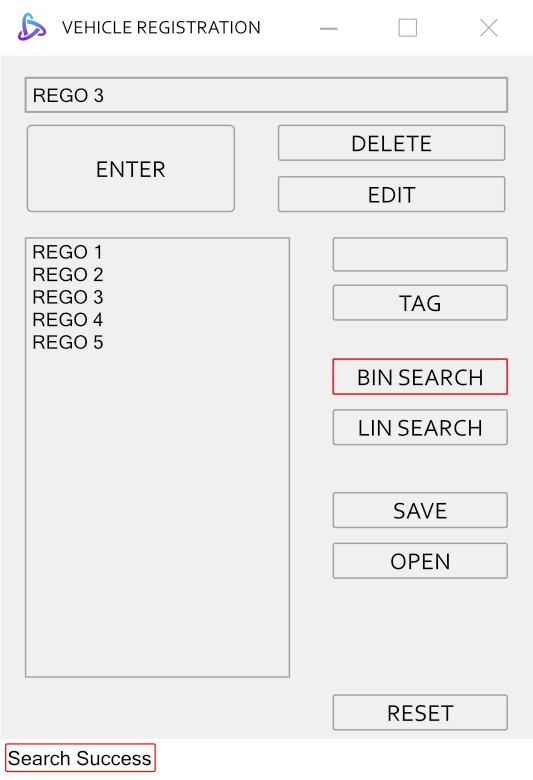 VEHICLE REGISTRATION
REGO 3
ENTER
DELETE
EDIT
REGO 1
REGO 2
REGO 3
REGO 4
REGO 5
TAG
BIN SEARCH
LIN SEARCH
SAVE
OPEN
RESET
Search Success